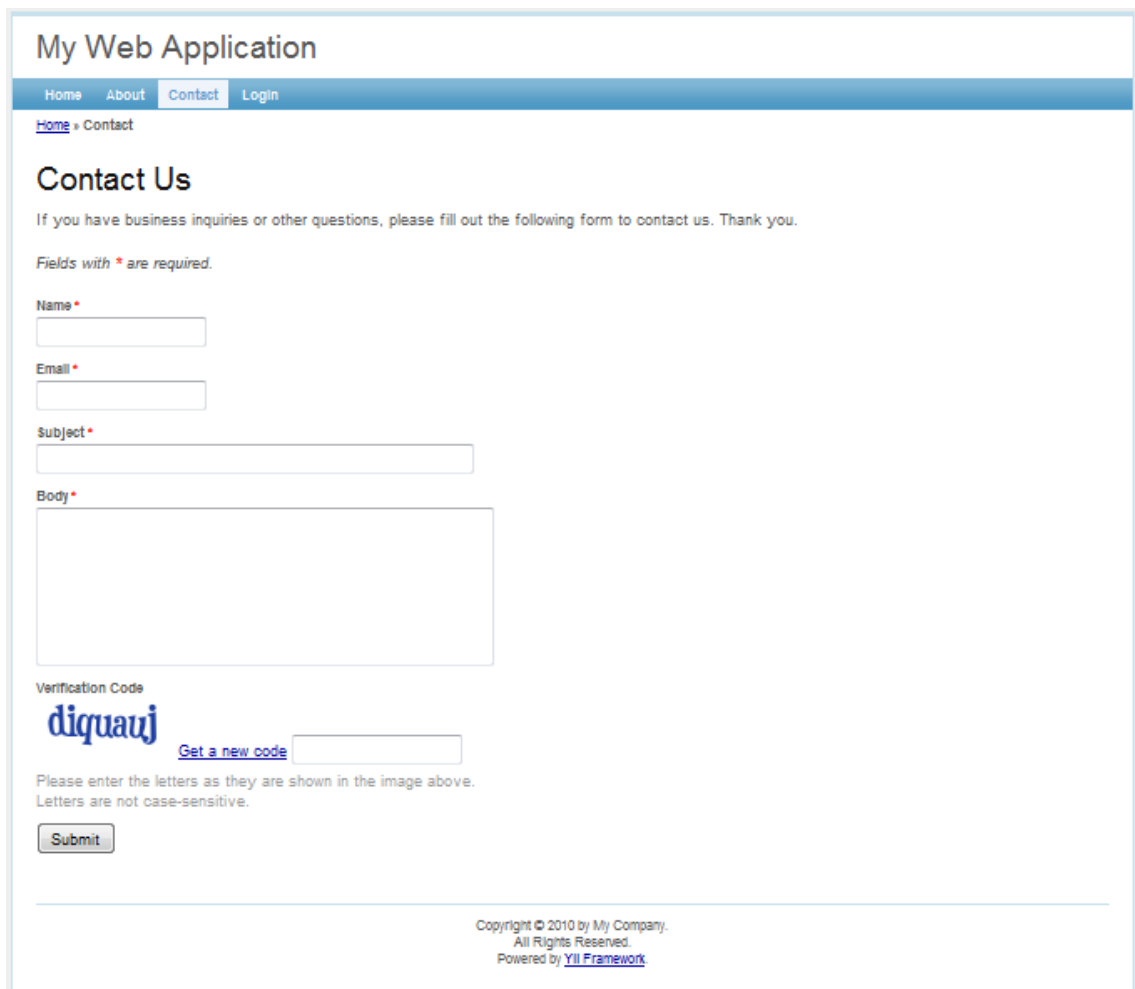 My Web Application
Home About Contact Login
Home » Contact
Contact Us
If you have business inquiries or other questions, please fill out the following form to contact us. Thank you.
Fields with * are required.
Name *
Email *
Subject *
Body *
Verification Code
diquauj
Get a new code
Please enter the letters as they are shown in the image above.
Letters are not case-sensitive.
Submit
Copyright © 2010 by My Company.
All Rights Reserved.
Powered by Yii Framework.